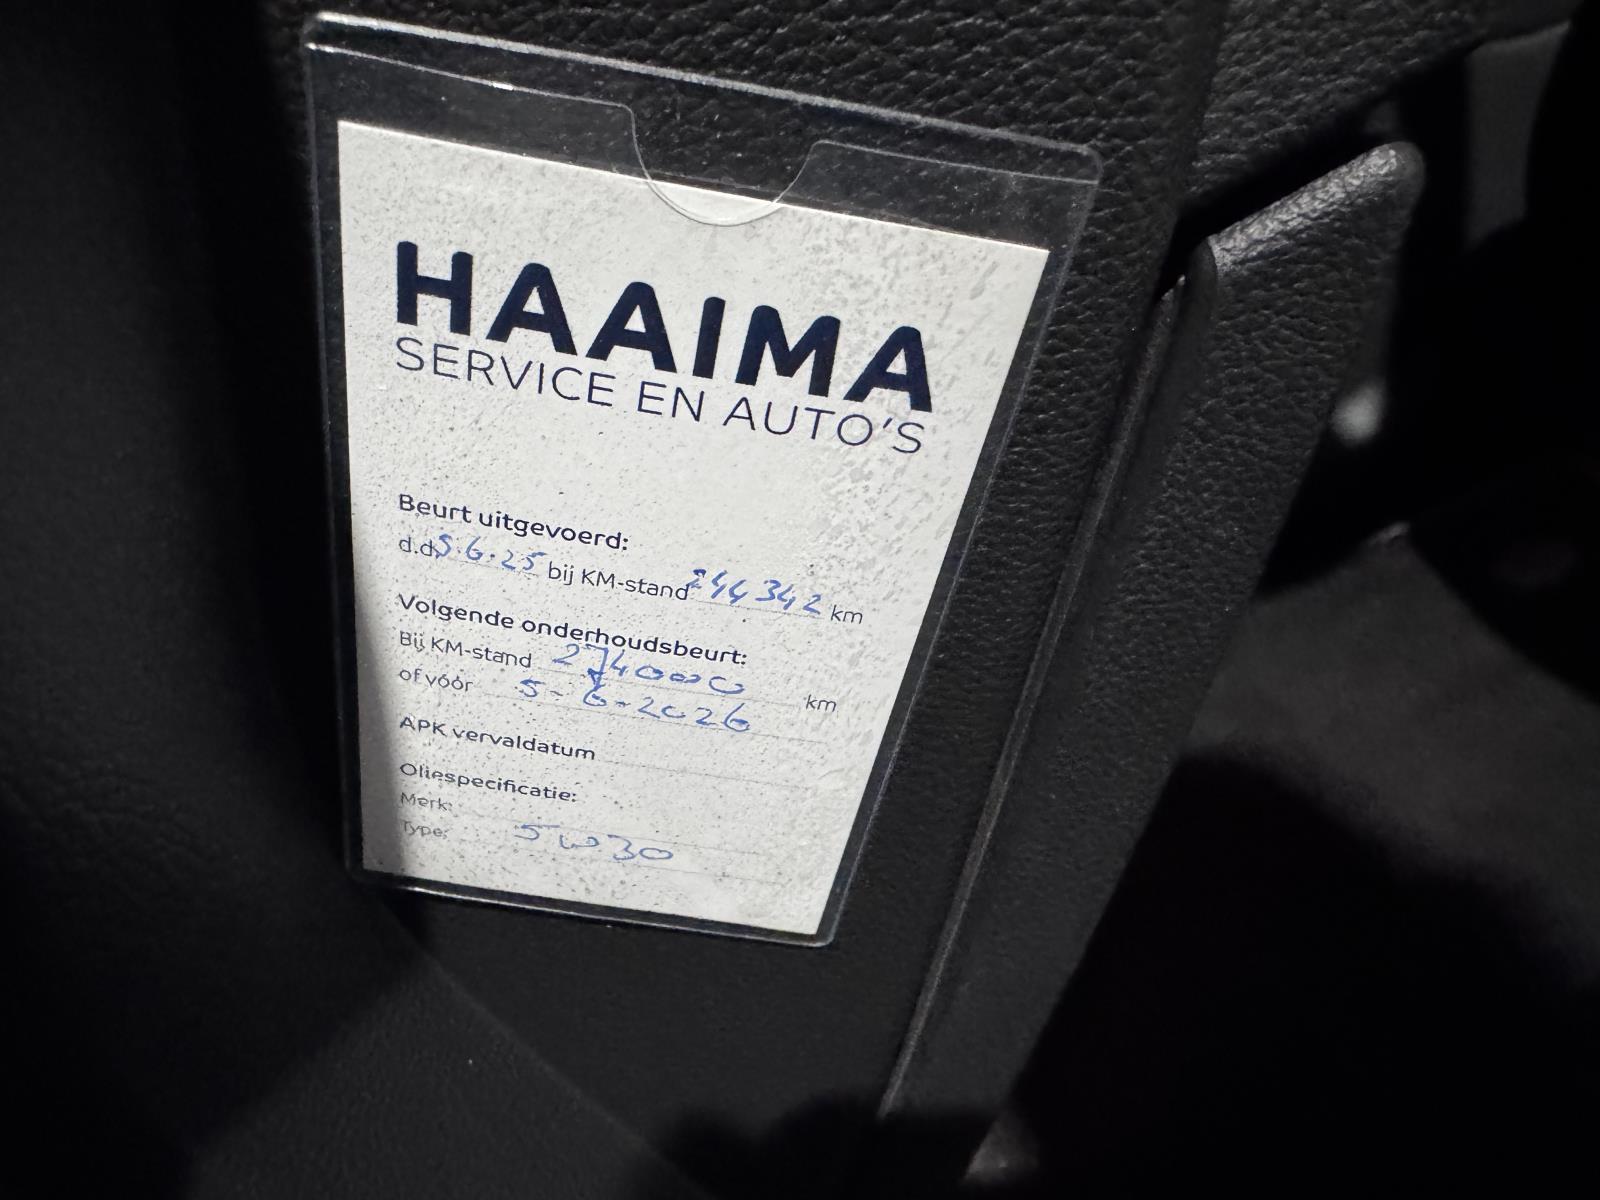 HAAIMA
SERVICE EN AUTO'S
Beurt uitgevoerd:
d.d. 5.6.25 bij KM-stand 244342 km
Volgende onderhoudsbeurt:
Bij KM-stand 274000 km
of vóór 5-6-2026
APK vervaldatum
Oliespecificatie:
Merk:
Type: 5W30